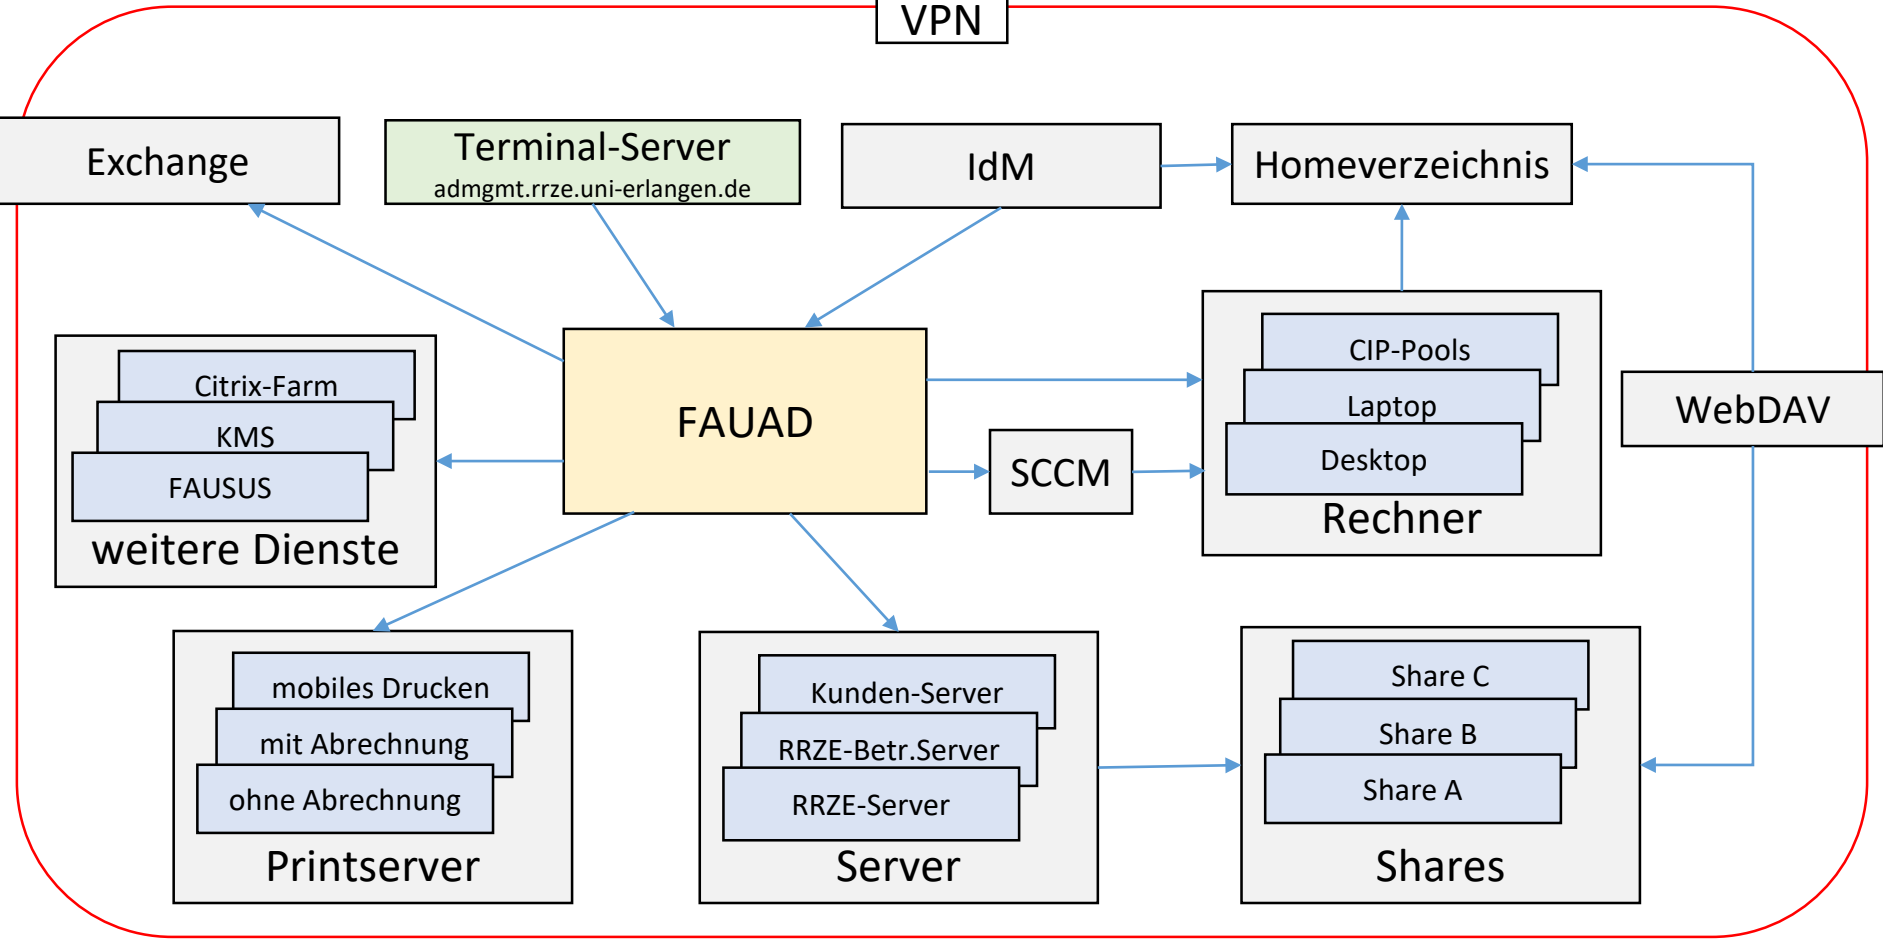 VPN
Exchange
Terminal-Server
admgmt.rrze.uni-erlangen.de
IdM
Homeverzeichnis
Citrix-Farm
KMS
FAUSUS
weitere Dienste
FAUAD
SCCM
CIP-Pools
Laptop
Desktop
Rechner
WebDAV
mobiles Drucken
mit Abrechnung
ohne Abrechnung
Printserver
Kunden-Server
RRZE-Betr.Server
RRZE-Server
Server
Share C
Share B
Share A
Shares